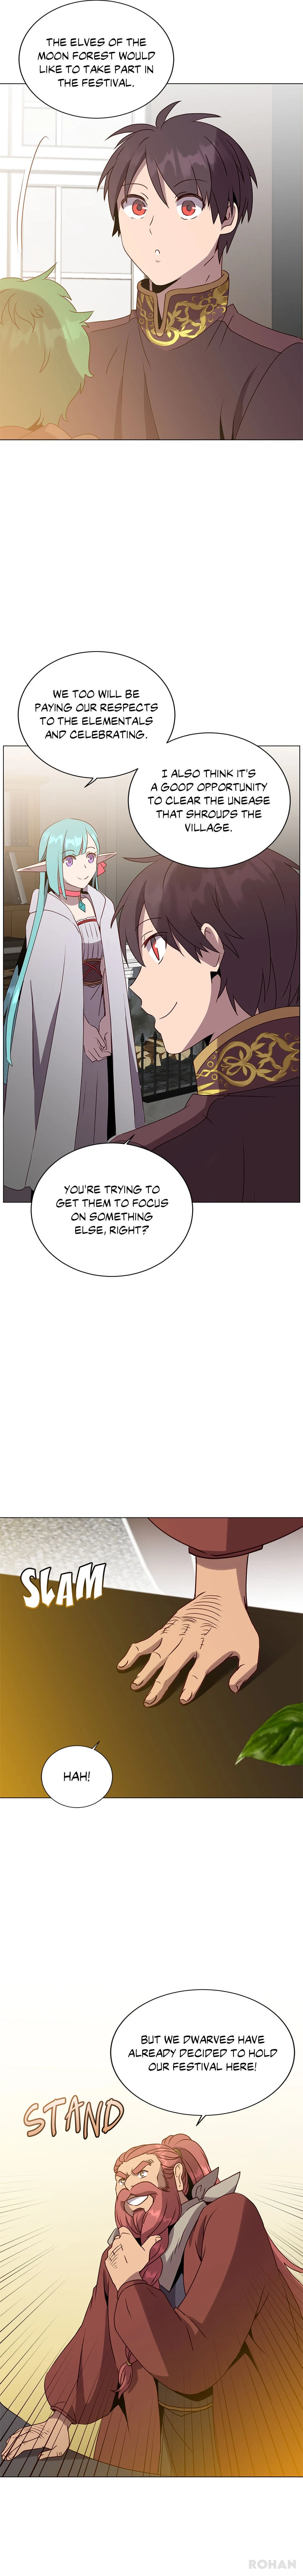 THE ELVES OF THE
MOON FOREST WOULD
LIKE TO TAKE PART IN
THE FESTIVAL.
WE TOO WILL BE
PAYING OUR RESPECTS
TO THE ELEMENTALS
AND CELEBRATING.
I ALSO THINK IT'S
A GOOD OPPORTUNITY
TO CLEAR THE UNEASE
THAT SHROUDS THE
VILLAGE.
YOU'RE TRYING TO
GET THEM TO FOCUS
ON SOMETHING
ELSE, RIGHT?
SLAM
HAH!
BUT WE DWARVES HAVE
ALREADY DECIDED TO HOLD
OUR FESTIVAL HERE!
STAND
ROHAN